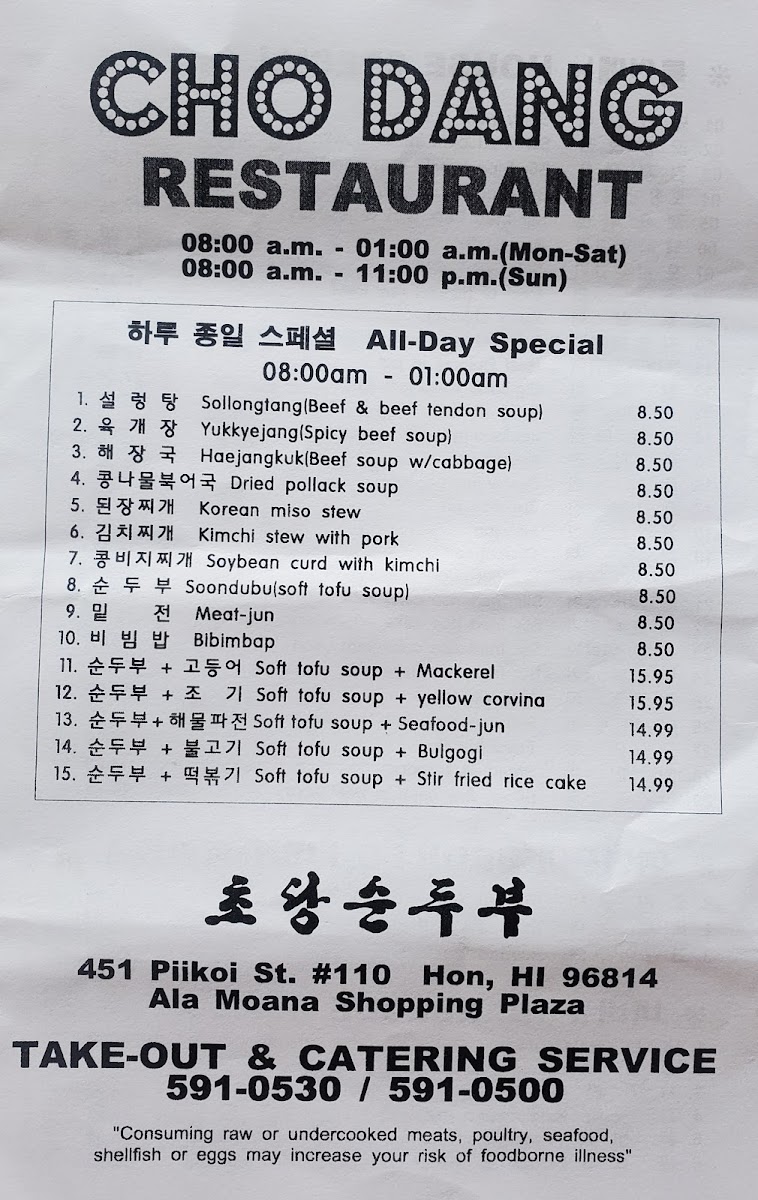 CHO DANG
RESTAURANT
08:00 a.m. - 01:00 a.m.(Mon-Sat)
08:00 a.m. - 11:00 p.m.(Sun)
하루 종일 스페셜 All-Day Special
08:00am - 01:00am
1. 설 렁 탕 Sollongtang(Beef & beef tendon soup) 8.50
2. 육 개 장 Yukkyejang(Spicy beef soup) 8.50
3. 해 장 국 Haejangkuk(Beef soup w/cabbage) 8.50
4. 콩나물북어국 Dried pollack soup 8.50
5. 된장찌개 Korean miso stew 8.50
6. 김치찌개 Kimchi stew with pork 8.50
7. 콩비지찌개 Soybean curd with kimchi 8.50
8. 순 두 부 Soondubu(soft tofu soup) 8.50
9. 밑 전 Meat-jun 8.50
10. 비 빔 밥 Bibimbap 8.50
11. 순두부 + 고등어 Soft tofu soup + Mackerel 15.95
12. 순두부 + 조 기 Soft tofu soup + yellow corvina 15.95
13. 순두부+해물파전 Soft tofu soup + Seafood-jun 14.99
14. 순두부 + 불고기 Soft tofu soup + Bulgogi 14.99
15. 순두부 + 떡볶기 Soft tofu soup + Stir fried rice cake 14.99
초당순두부
451 Piikoi St. #110 Hon, HI 96814
Ala Moana Shopping Plaza
TAKE-OUT & CATERING SERVICE
591-0530 / 591-0500
"Consuming raw or undercooked meats, poultry, seafood,
shellfish or eggs may increase your risk of foodborne illness"